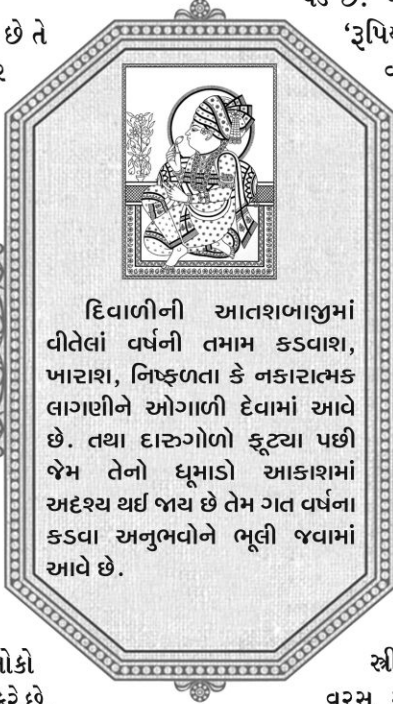 છે તે
‘રૂપિ
દિવાળીની આતશબાજીમાં
વીતેલાં વર્ષની તમામ કડવાશ,
ખારાશ, નિષ્ફળતા કે નકારાત્મક
લાગણીને ઓગાળી દેવામાં આવે
છે. તથા દારુગોળો ફૂટ્યા પછી
જેમ તેનો ધૂમાડો આકાશમાં
અદૃશ્ય થઈ જાય છે તેમ ગત વર્ષના
કડવા અનુભવોને ભૂલી જવામાં
આવે છે.
સ્ત્રી
વરસ